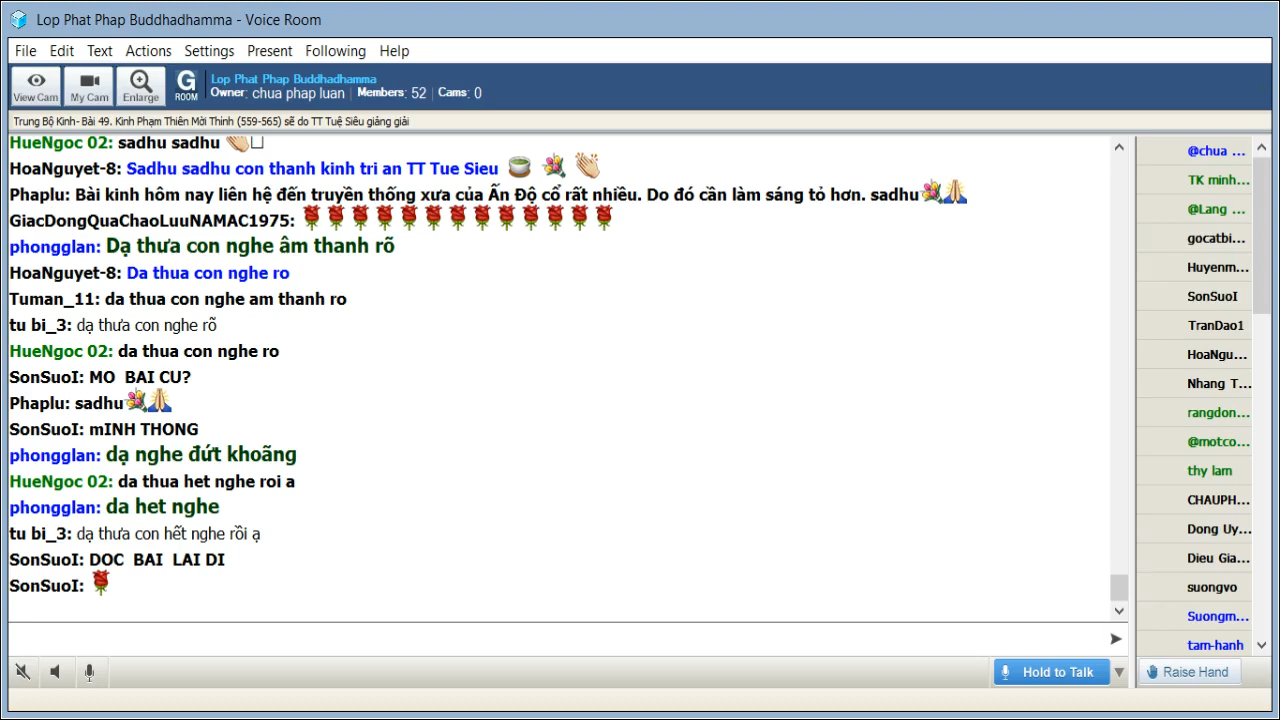 Lop Phat Phap Buddhadhamma - Voice Room
File Edit Text Actions Settings Present Following Help
View Cam My Cam Enlarge G ROOM
Lop Phat Phap Buddhadhamma
Owner: chua phap luan Members: 52 Cams: 0
Trung Bộ Kinh- Bài 49. Kinh Phạm Thiên Mời Thỉnh (559-565) sẽ do TT Tuệ Siêu giảng giải
HueNgoc 02: sadhu sadhu
HoaNguyet-8: Sadhu sadhu con thanh kinh tri an TT Tue Sieu
Phaplu: Bài kinh hôm nay liên hệ đến truyền thống xưa của Ấn Độ cổ rất nhiều. Do đó cần làm sáng tỏ hơn. sadhu
GiacDongQuaChaoLuuNAMAC1975:
phongglan: Dạ thưa con nghe âm thanh rõ
HoaNguyet-8: Da thua con nghe ro
Tuman_11: da thua con nghe am thanh ro
tu bi_3: dạ thưa con nghe rõ
HueNgoc 02: da thua con nghe ro
SonSuoI: MO BAI CU?
Phaplu: sadhu
SonSuoI: mINH THONG
phongglan: dạ nghe đứt khoãng
HueNgoc 02: da thua het nghe roi a
phongglan: da het nghe
tu bi_3: dạ thưa con hết nghe rồi ạ
SonSuoI: DOC BAI LAI DI
SonSuoI:
@chua ...
TK minh...
@Lang ...
gocatbi...
Huyenm...
SonSuoI
TranDao1
HoaNgu...
Nhang T...
rangdon...
@motco...
thy lam
CHAUPH...
Dong Uy...
Dieu Gia...
suongvo
Suongm...
tam-hanh
Hold to Talk
Raise Hand